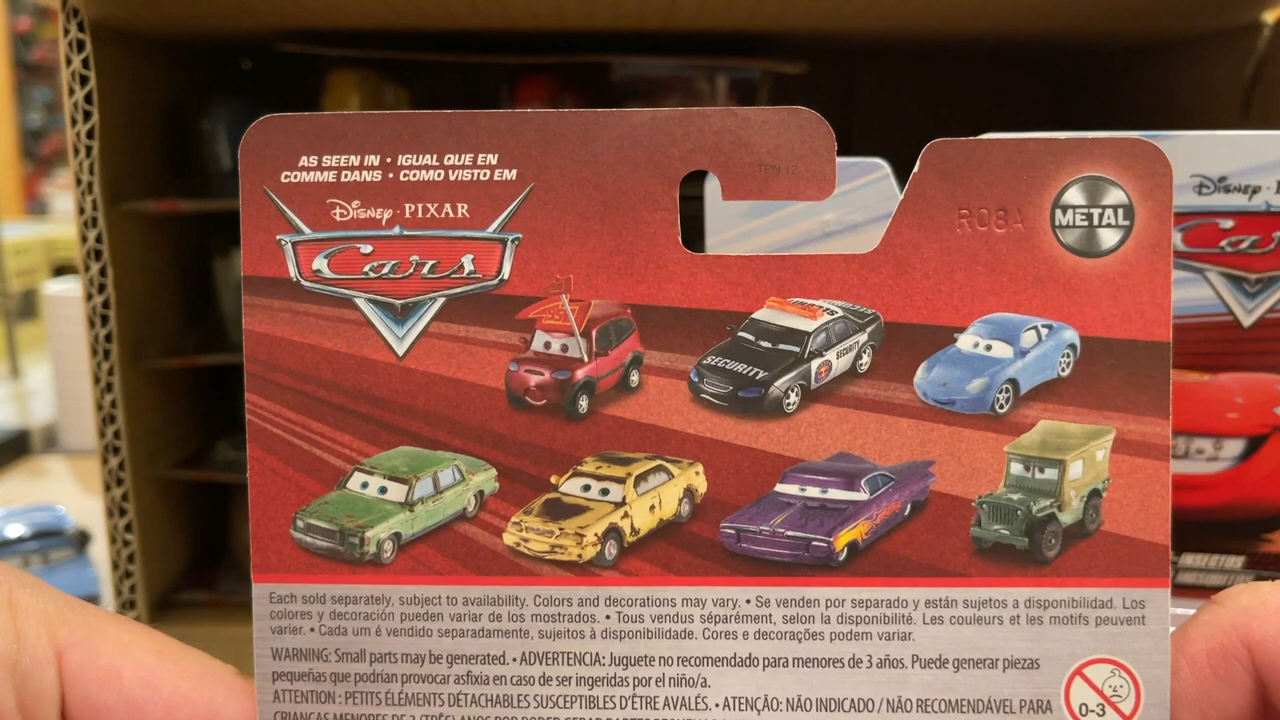 AS SEEN IN • IGUAL QUE EN
COMME DANS • COMO VISTO EM
Disney · PIXAR
Cars
TPN 12
R08A
METAL
Disney · P
Ca
95
SECURITY
SECURITY
SECURITY
Each sold separately, subject to availability. Colors and decorations may vary. • Se venden por separado y están sujetos a disponibilidad. Los
colores y decoración pueden variar de los mostrados. • Tous vendus séparément, selon la disponibilité. Les couleurs et les motifs peuvent
varier. • Cada um é vendido separadamente, sujeitos à disponibilidade. Cores e decorações podem variar.
WARNING: Small parts may be generated. • ADVERTENCIA: Juguete no recomendado para menores de 3 años. Puede generar piezas
pequeñas que podrían provocar asfixia en caso de ser ingeridas por el niño/a.
ATTENTION : PETITS ÉLÉMENTS DÉTACHABLES SUSCEPTIBLES D'ÊTRE AVALÉS. • ATENÇÃO: NÃO INDICADO / NÃO RECOMENDÁVEL PARA
0-3